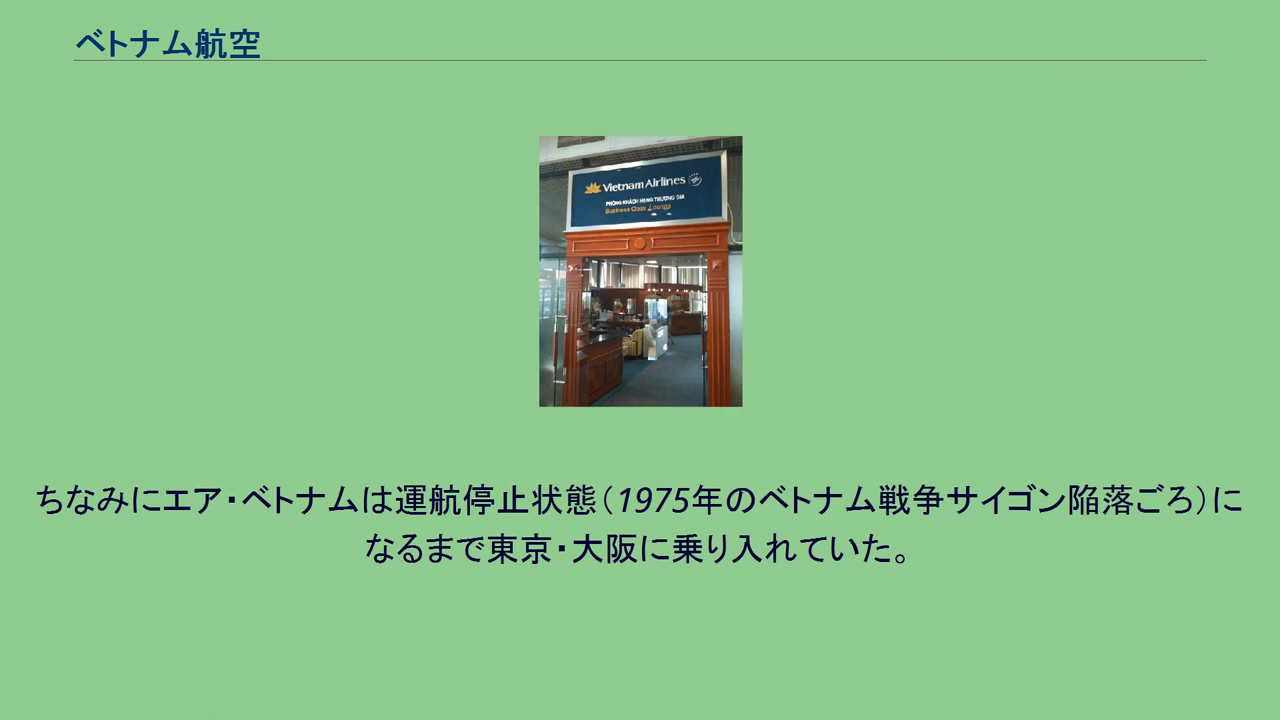 ベトナム航空
Vietnam Airlines
PHÒNG KHÁCH HẠNG THƯƠNG GIA
Business Class Lounge
ちなみにエア・ベトナムは運航停止状態（1975年のベトナム戦争サイゴン陥落ごろ）に
なるまで東京・大阪に乗り入れていた。